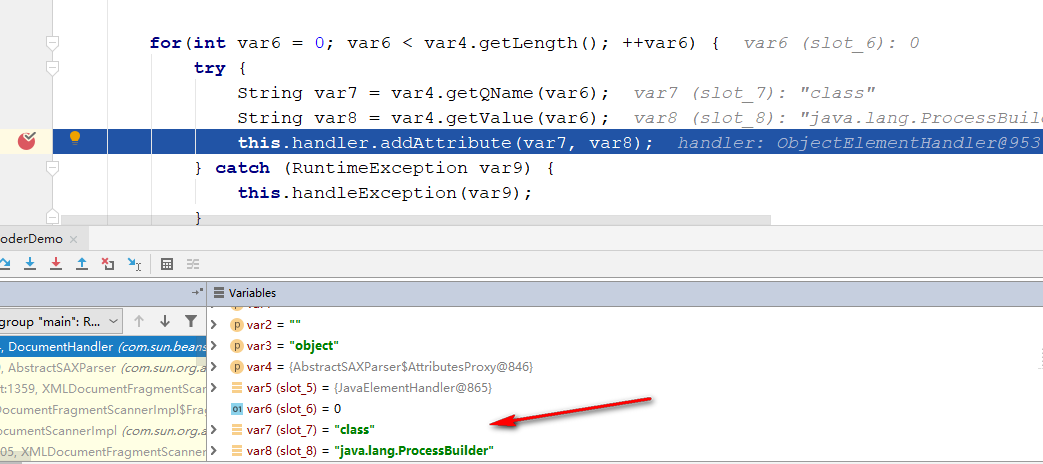 for(int var6 = 0; var6 < var4.getLength(); ++var6) {  var6 (slot_6): 0
try {
String var7 = var4.getQName(var6);  var7 (slot_7): "class"
String var8 = var4.getValue(var6);  var8 (slot_8): "java.lang.ProcessBuil
this.handler.addAttribute(var7, var8);  handler: ObjectElementHandler@953
} catch (RuntimeException var9) {
this.handleException(var9);
}
oderDemo ×
Variables
group "main": R...
var2 = ""
, DocumentHandler (com.sun.beans
var3 = "object"
, AbstractSAXParser (com.sun.org.a
var4 = {AbstractSAXParser$AttributesProxy@846}
t:1359, XMLDocumentFragmentScann
var5 (slot_5) = {JavaElementHandler@865}
DocumentFragmentScannerImpl$Frag
var6 (slot_6) = 0
ocumentScannerImpl (com.sun.org.a
var7 (slot_7) = "class"
05, XMLDocumentFragmentScanner
var8 (slot_8) = "java.lang.ProcessBuilder"